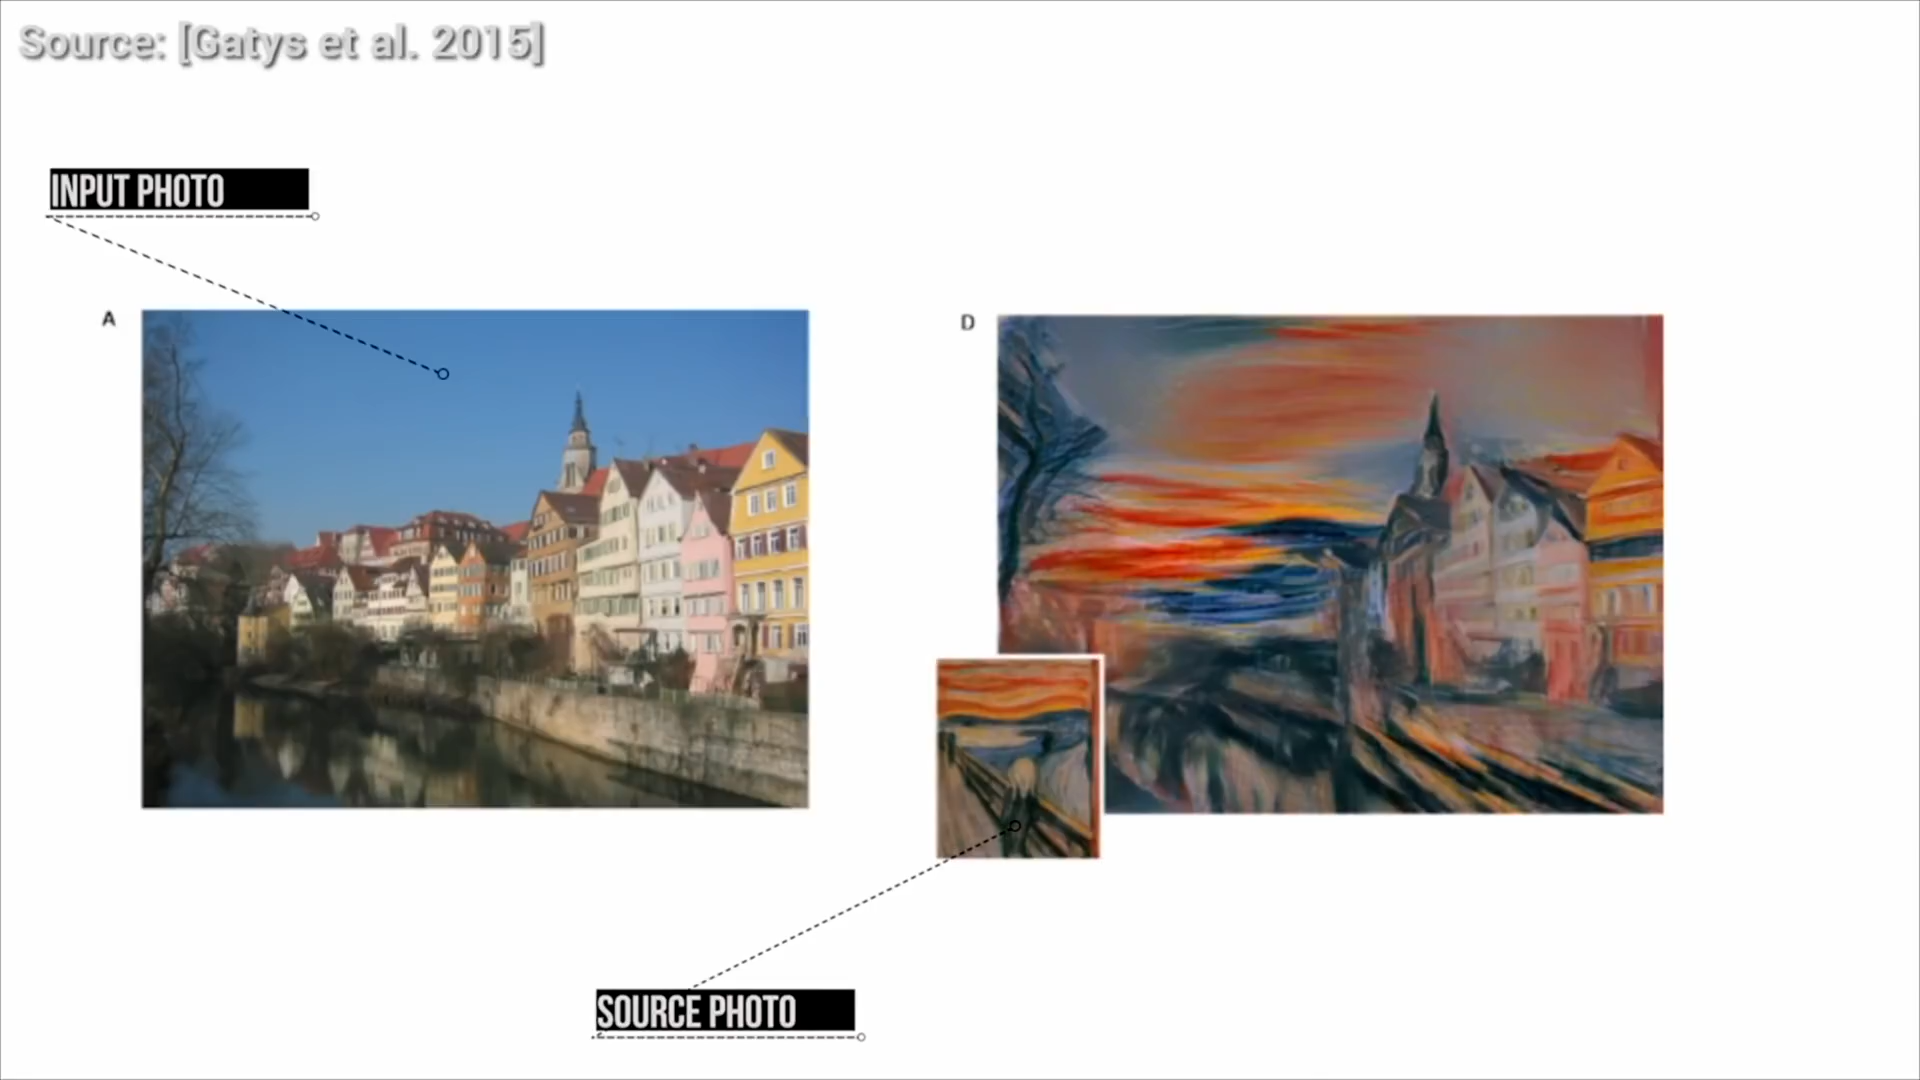 Source: [Gatys et al. 2015]
INPUT PHOTO
A
D
SOURCE PHOTO